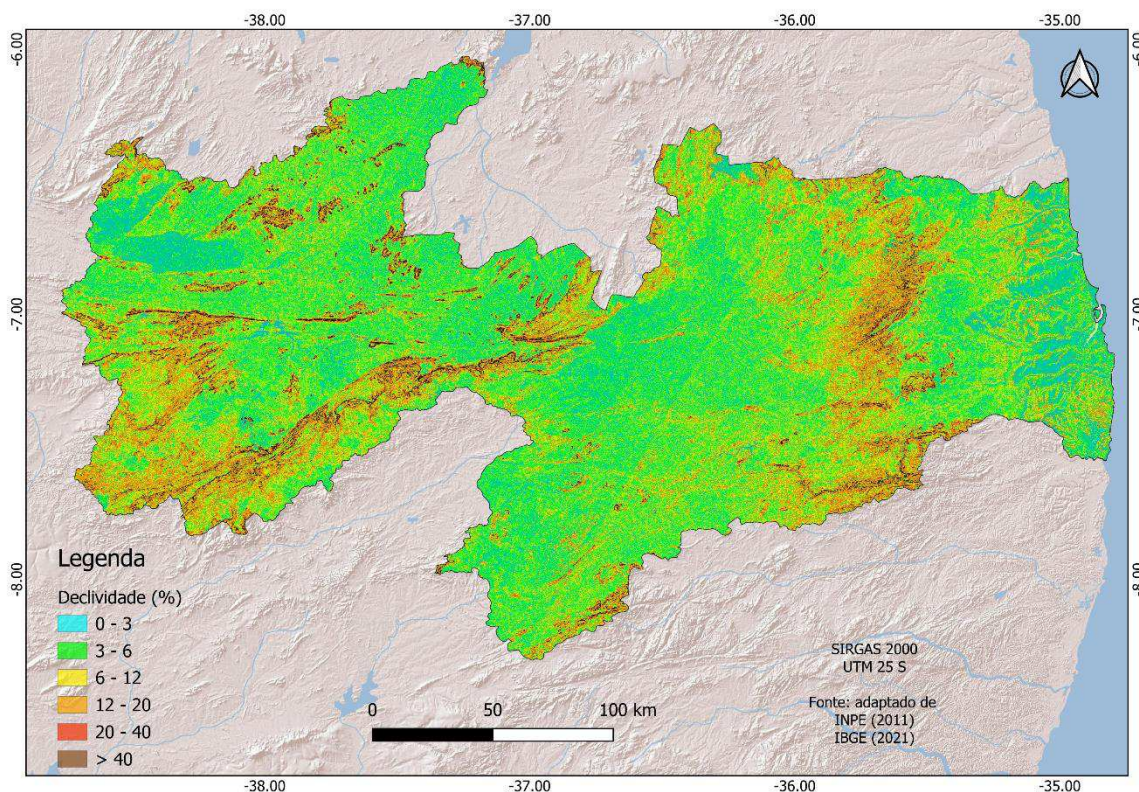 -38.00
-37.00
-36.00
-35.00
-6.00
-6.00
-7.00
-7.00
-8.00
-8.00
Legenda
Declividade (%)
0 - 3
3 - 6
6 - 12
12 - 20
20 - 40
> 40
0 50 100 km
SIRGAS 2000
UTM 25 S
Fonte: adaptado de
INPE (2011)
IBGE (2021)
-38.00
-37.00
-36.00
-35.00